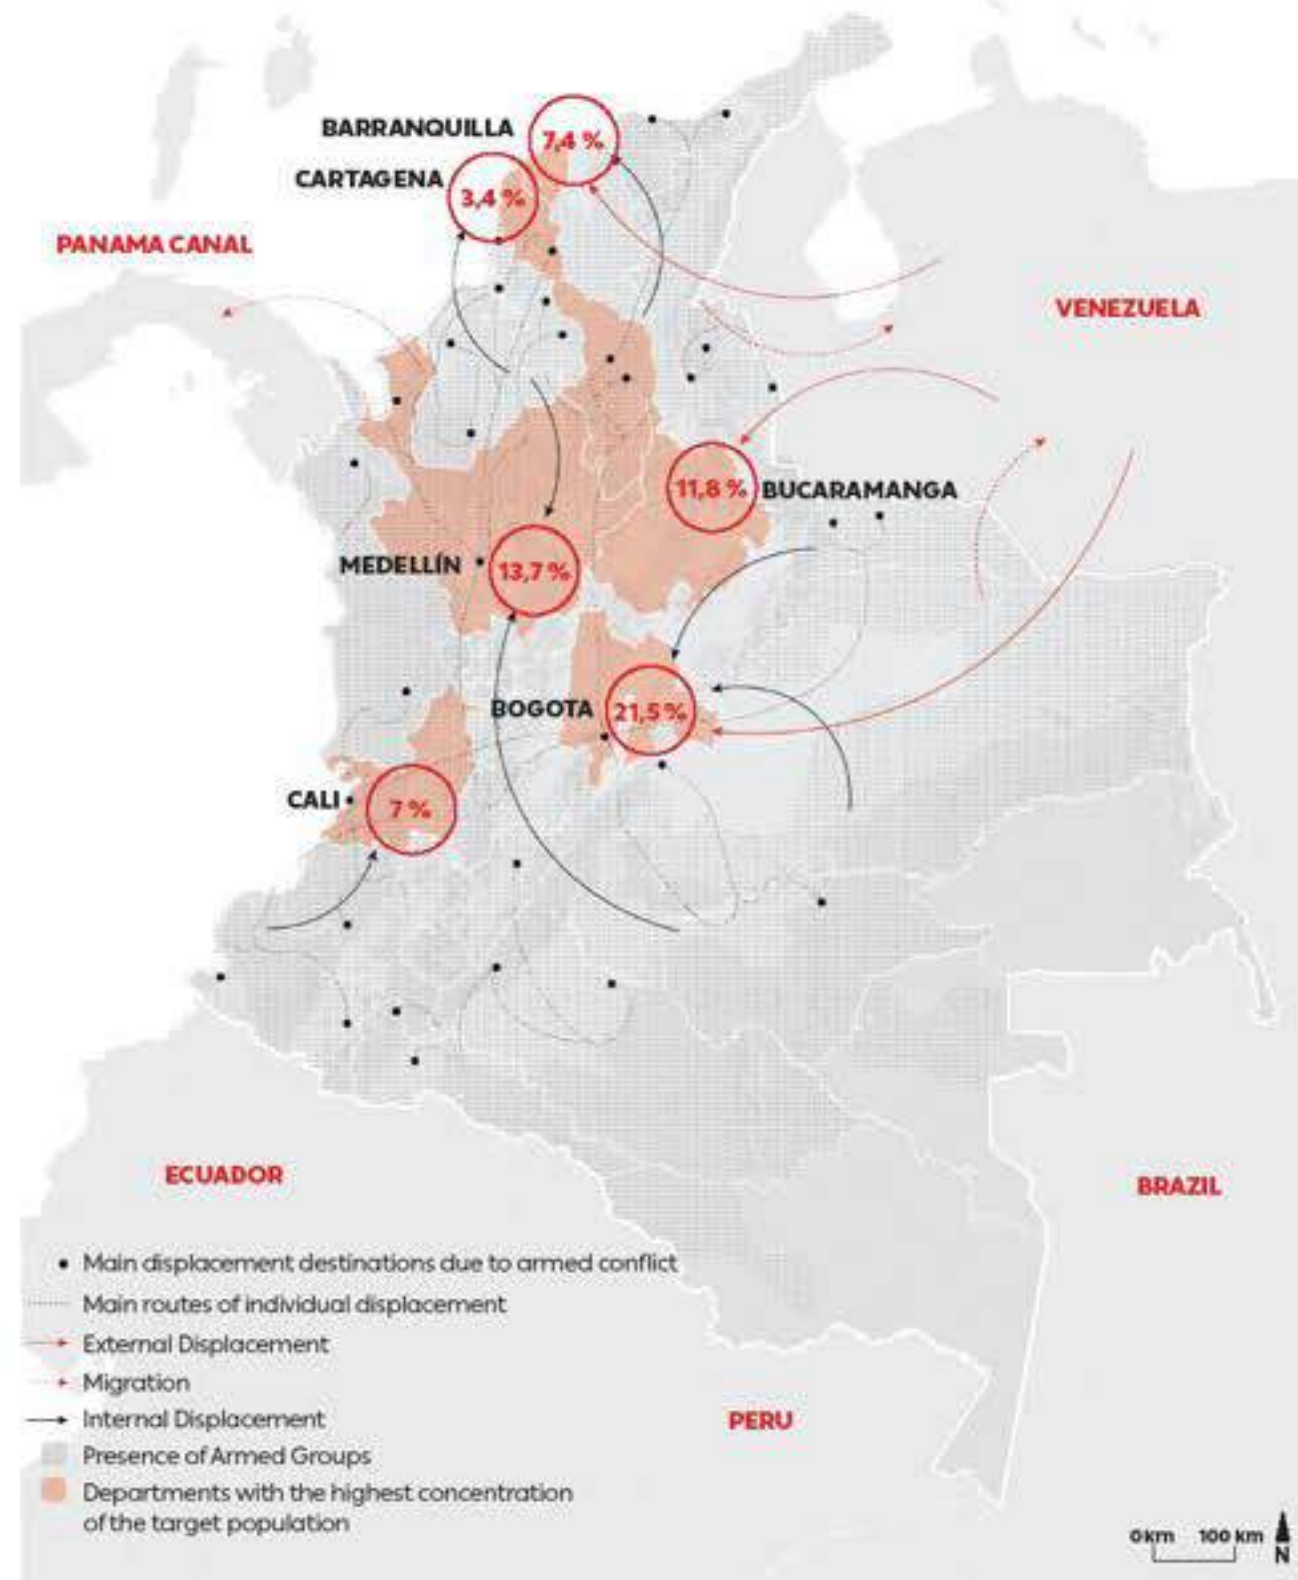 BARRANQUILLA
7,4 %
CARTAGENA
3,4 %
PANAMA CANAL
VENEZUELA
11,8 %
BUCARAMANGA
MEDELLÍN
13,7 %
BOGOTA
21,5 %
CALI
7 %
ECUADOR
BRAZIL
Main displacement destinations due to armed conflict
Main routes of individual displacement
External Displacement
Migration
Internal Displacement
Presence of Armed Groups
Departments with the highest concentration
of the target population
PERU
0 km 100 km
N